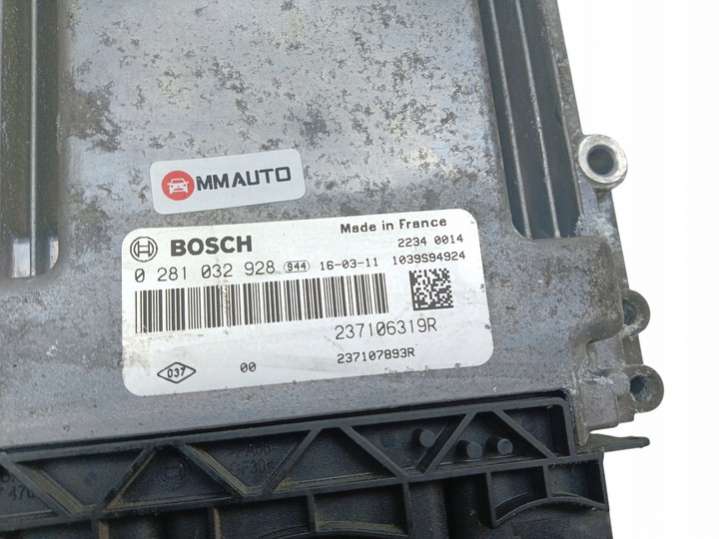 MMAUTO
BOSCH
Made in France
2234 0014
0 281 032 928 944 16-03-11 1039S94924
237106319R
237107893R
00
037